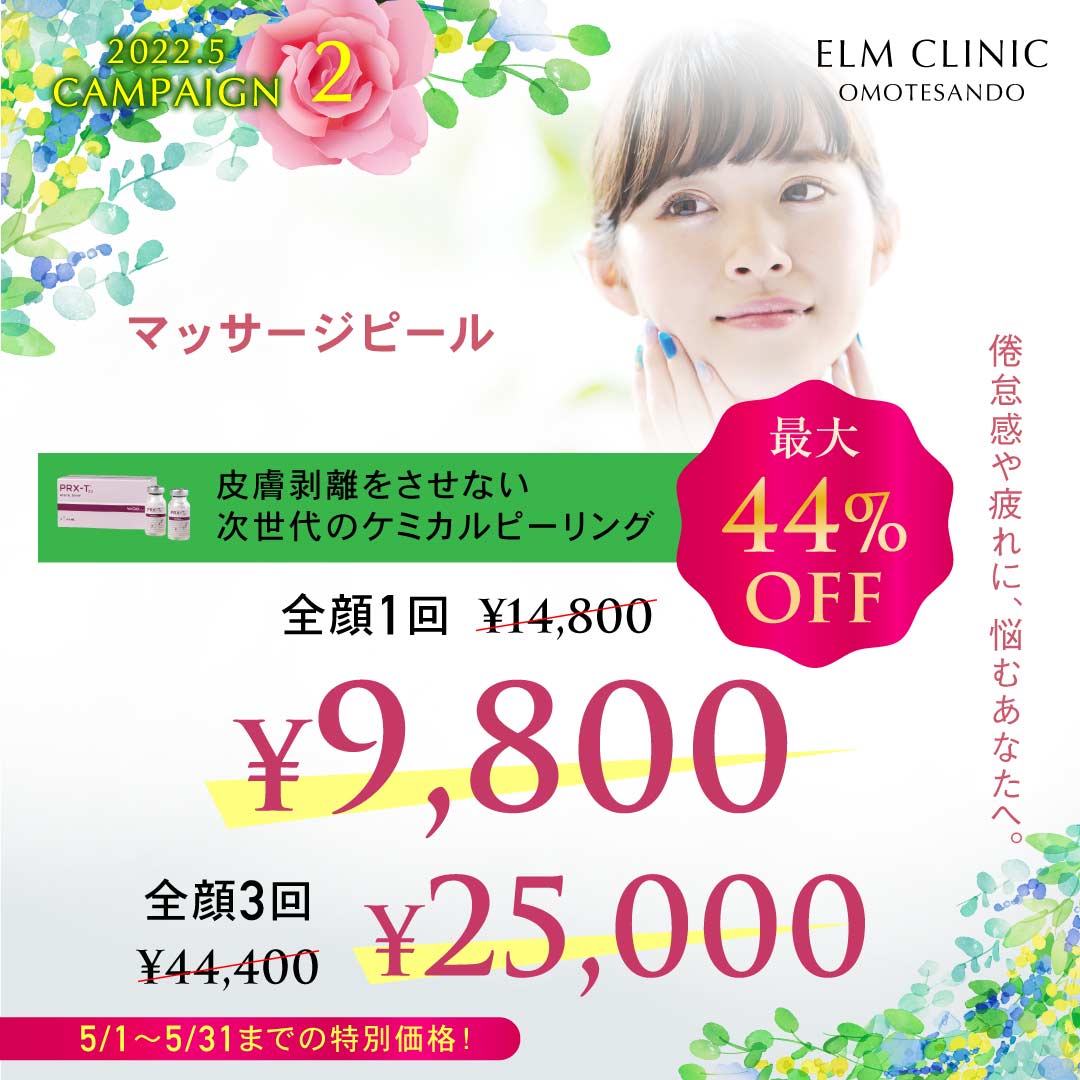 2022.5
CAMPAIGN 2
ELM CLINIC
OMOTESANDO
マッサージピール
倦怠感や疲れに、悩むあなたへ。
PRX-T33
皮膚剥離をさせない
次世代のケミカルピーリング
最大
44%
OFF
全顔1回 ¥14,800
¥9,800
全顔3回
¥44,400
¥25,000
5/1～5/31までの特別価格!